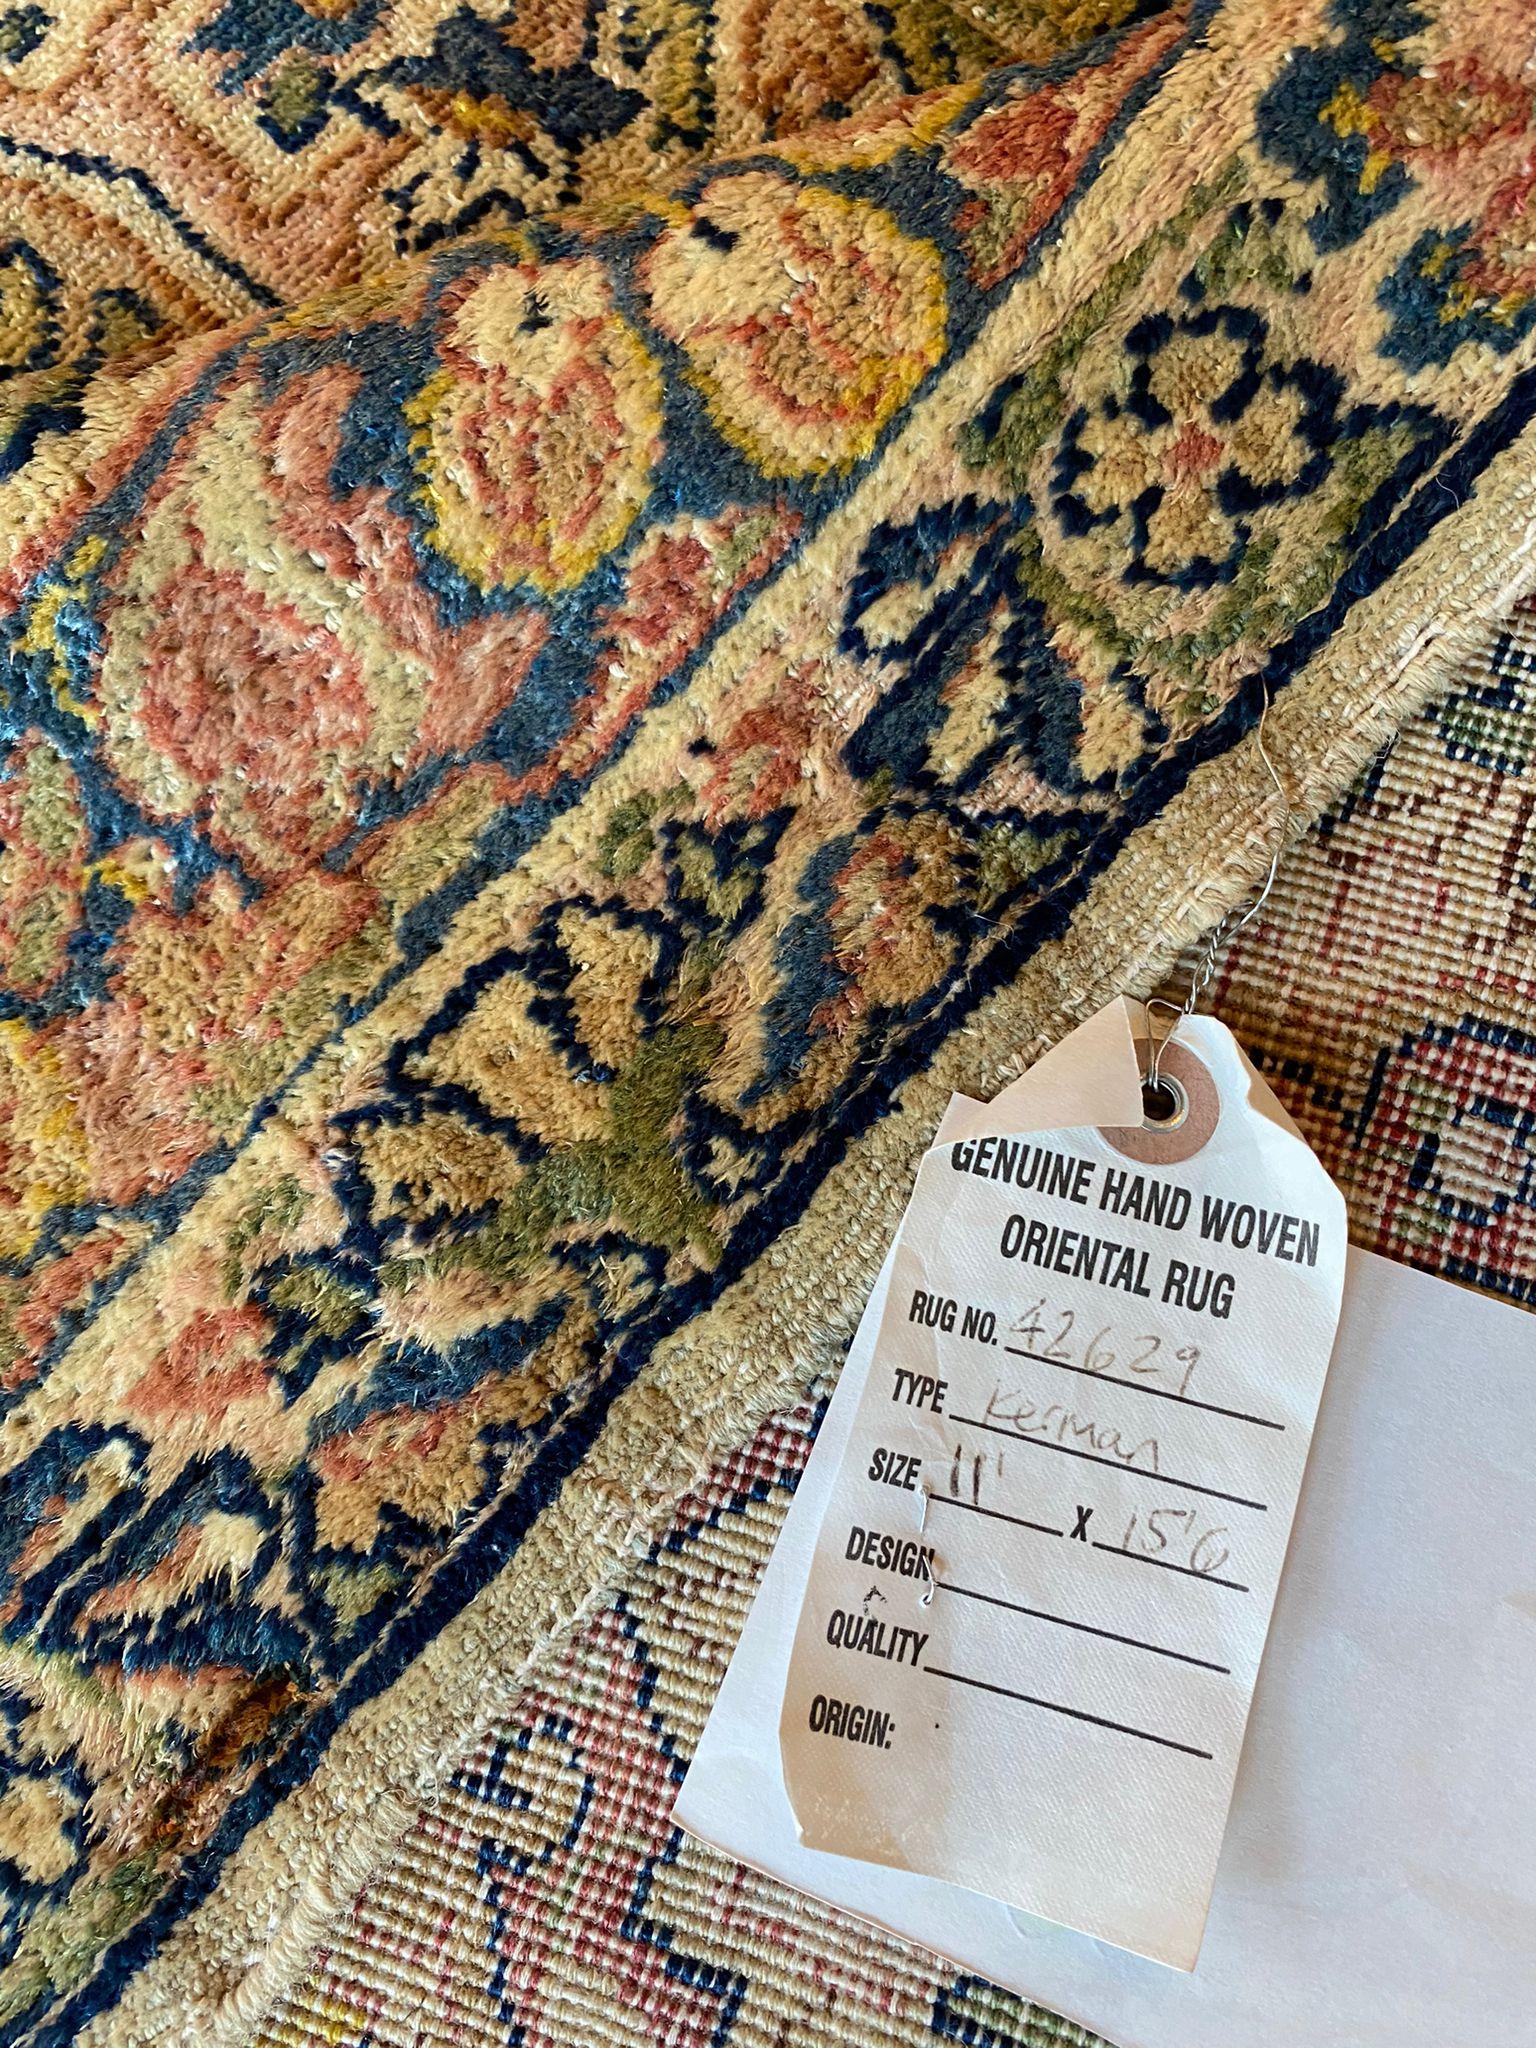 GENUINE HAND WOVEN
ORIENTAL RUG
RUG NO. 42629
TYPE Kerman
SIZE 11' X 15'6
DESIGN
QUALITY
ORIGIN: